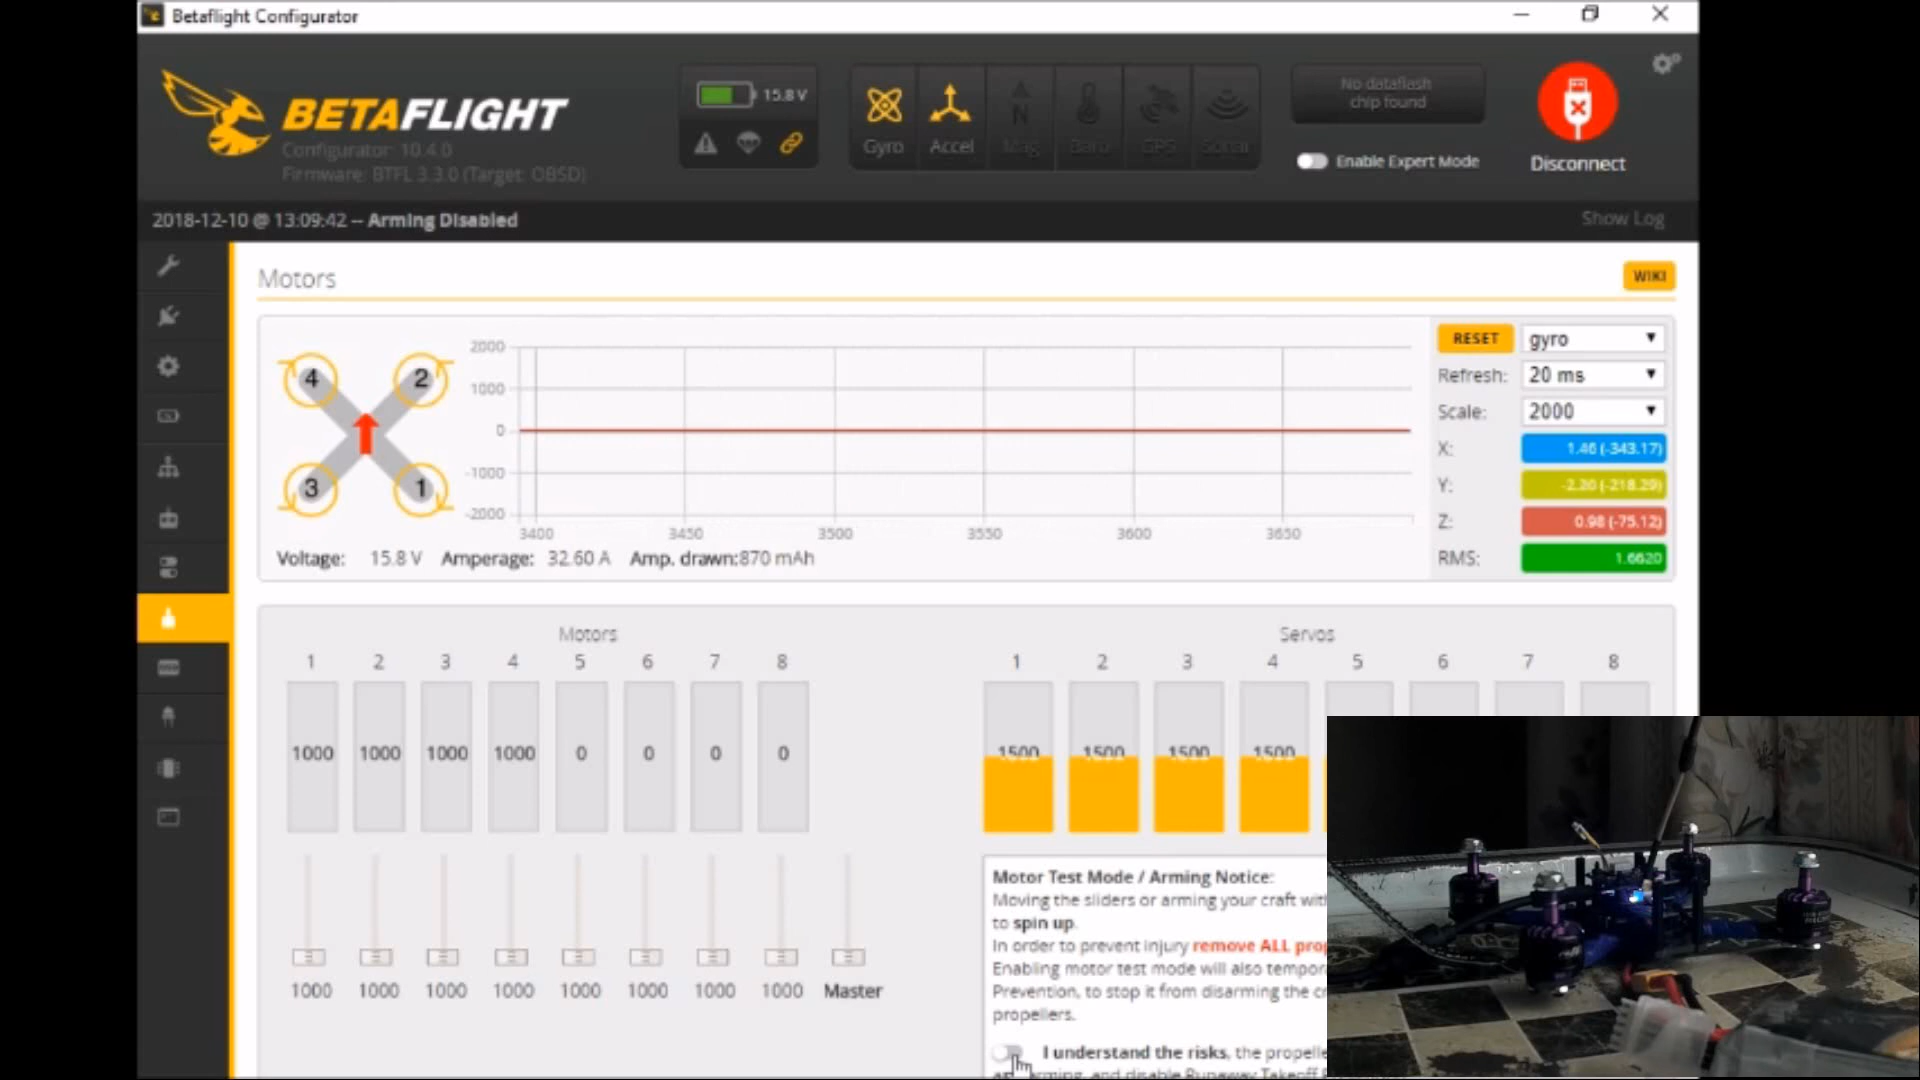 Betaflight Configurator
BETAFLIGHT
Configurator: 10.4.0
Firmware: BTFL 3.3.0 (Target: OBSD)
15.8 V
Gyro
Accel
Mag
Baro
GPS
Sonar
No dataflash
chip found
Enable Expert Mode
Disconnect
2018-12-10 @ 13:09:42 -- Arming Disabled
Show Log
Motors
WIKI
4 2
3 1
2000
1000
0
-1000
-2000
3400 3450 3500 3550 3600 3650
RESET gyro
Refresh: 20 ms
Scale: 2000
X: 1.46 (-343.17)
Y: -2.20 (-218.29)
Z: 0.98 (-75.12)
RMS: 1.6620
Voltage: 15.8 V Amperage: 32.60 A Amp. drawn:870 mAh
Motors
1 2 3 4 5 6 7 8
1000 1000 1000 1000 0 0 0 0
1000 1000 1000 1000 1000 1000 1000 1000 Master
Servos
1 2 3 4 5 6 7 8
1500 1500 1500 1500
Motor Test Mode / Arming Notice:
Moving the sliders or arming your craft wit
to spin up.
In order to prevent injury remove ALL prop
Enabling motor test mode will also tempor
Prevention, to stop it from disarming the cr
propellers.
I understand the risks, the propelle
arming, and disable Runaway Takeoff